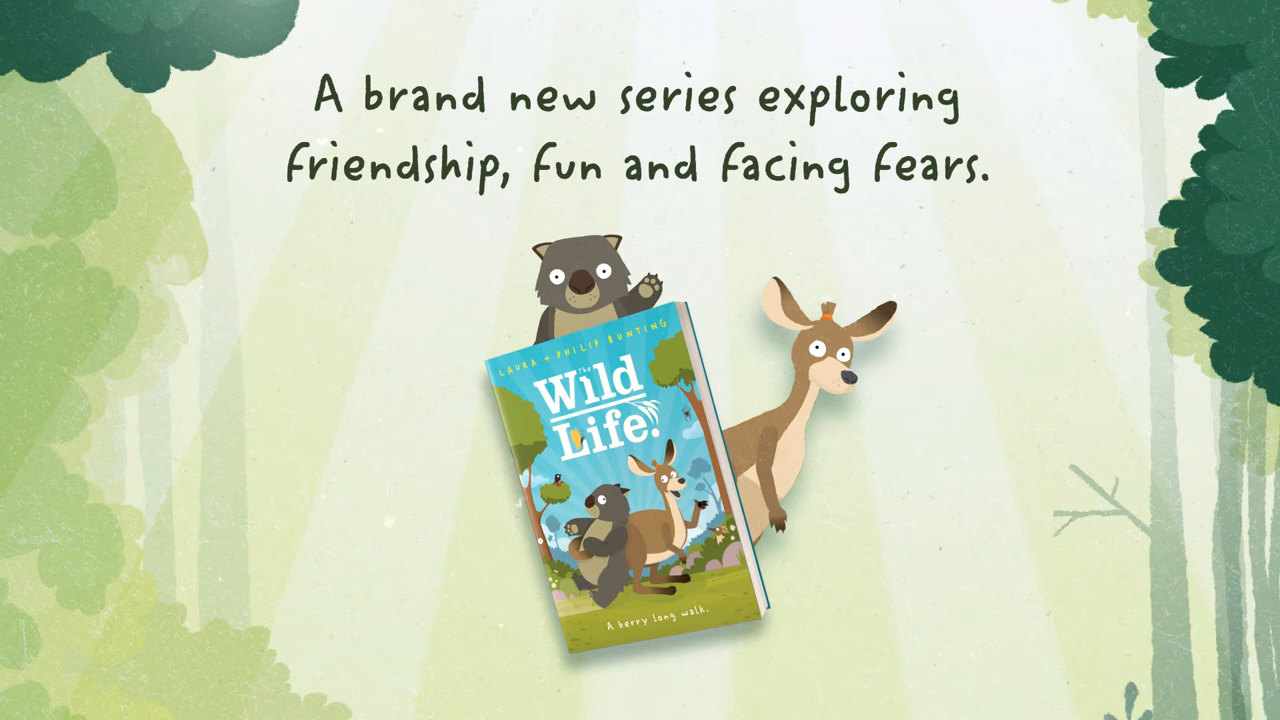 A brand new series exploring
friendship, fun and facing fears.
LAURA + PHILIP BUNTING
The
Wild
Life.
A berry long walk.